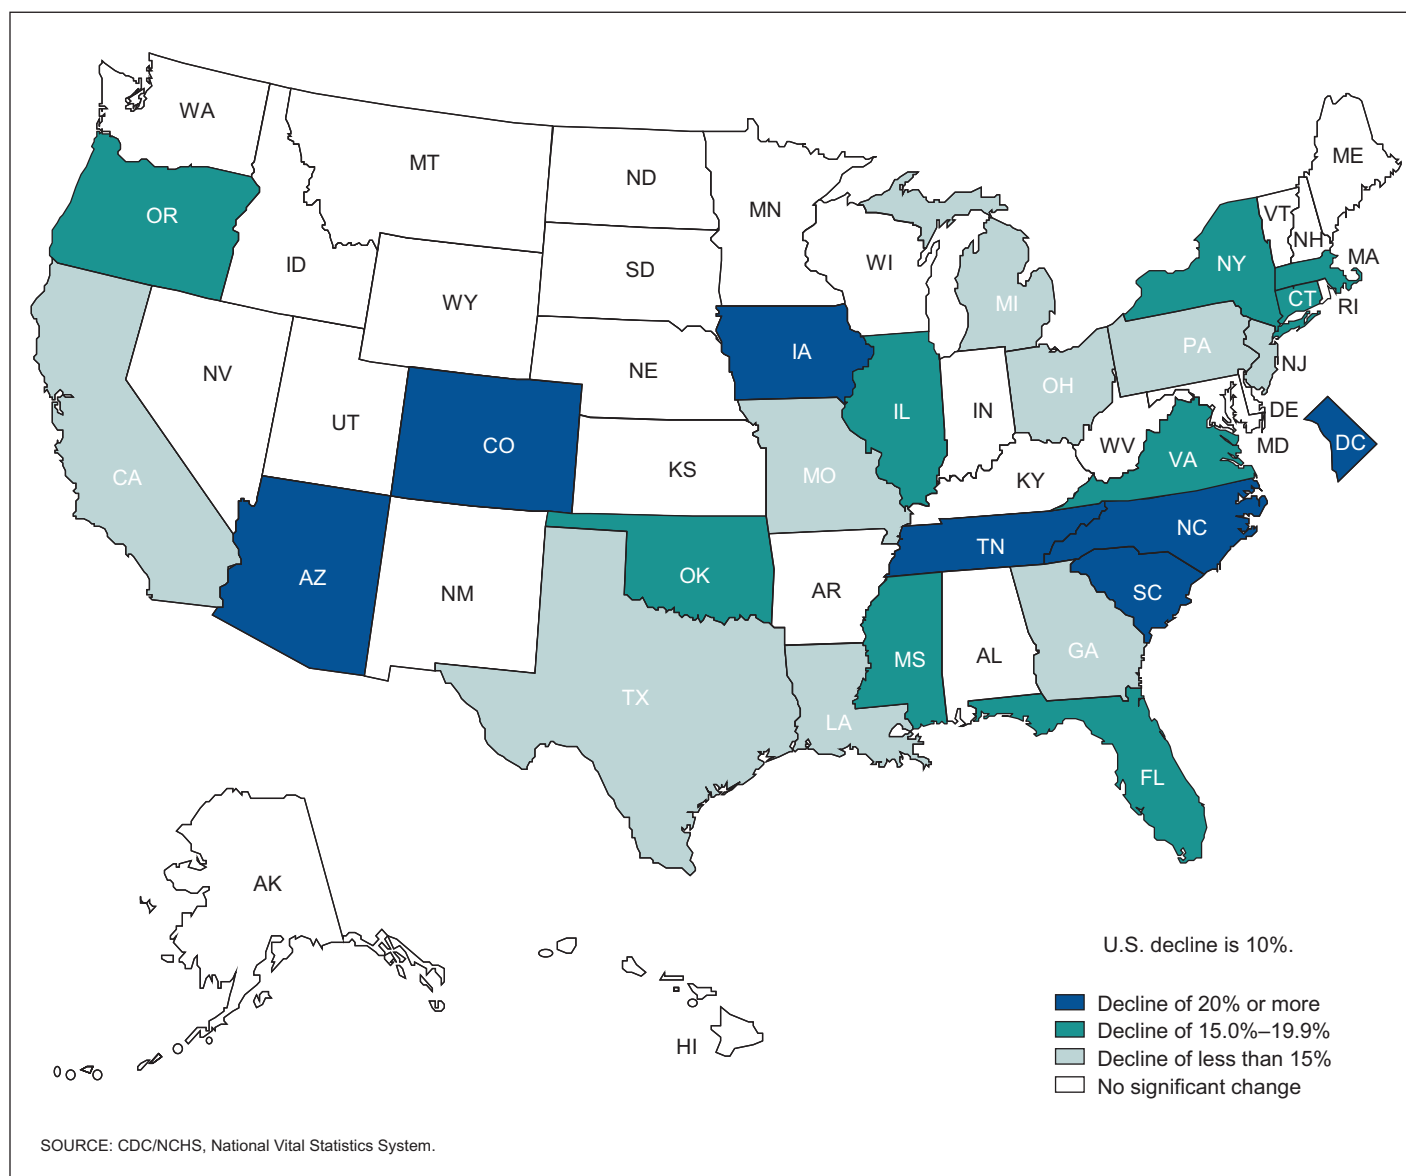 WA
MT
ND
MN
ME
OR
ID
SD
WI
VT
NH
NY
MA
WY
MI
CT
RI
IA
PA
NV
NE
OH
NJ
UT
CO
IL
IN
DE
MD
DC
CA
KS
MO
WV
VA
KY
AZ
NM
OK
AR
TN
NC
SC
MS
AL
GA
TX
LA
FL
AK
HI
U.S. decline is 10%.
Decline of 20% or more
Decline of 15.0%–19.9%
Decline of less than 15%
No significant change
SOURCE: CDC/NCHS, National Vital Statistics System.